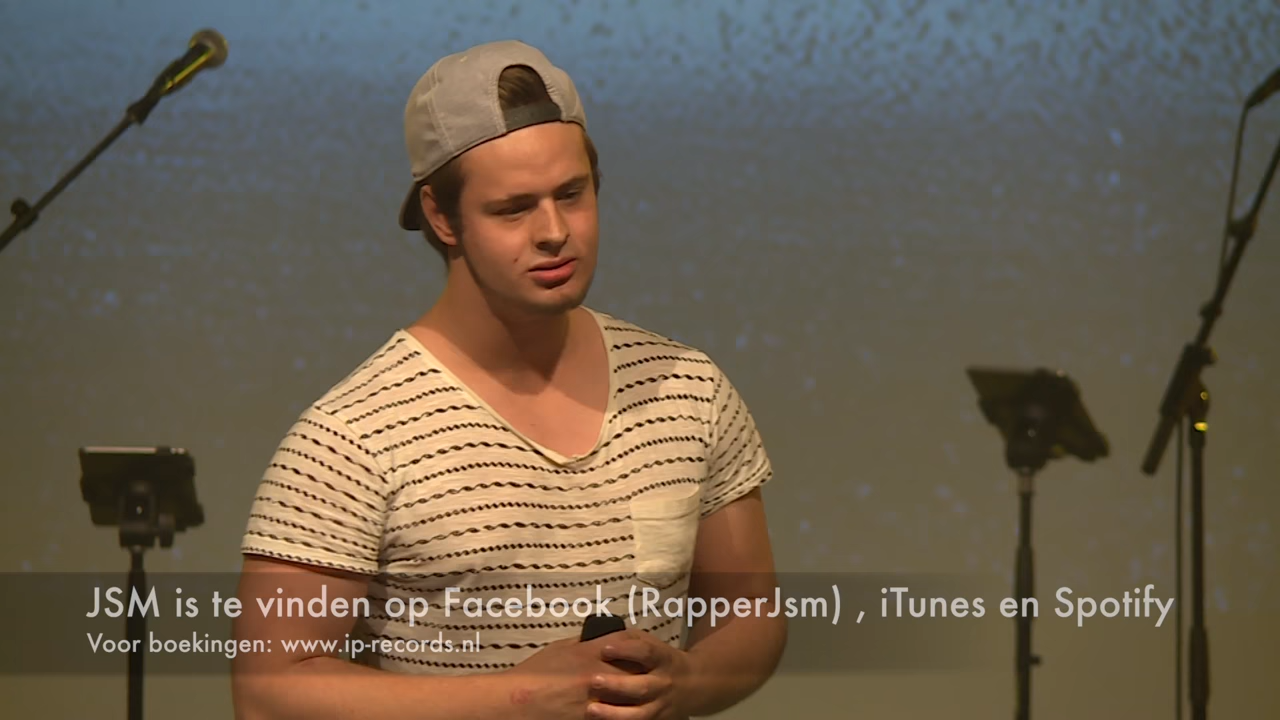 JSM is te vinden op Facebook (RapperJsm) , iTunes en Spotify
Voor boekingen: www.ip-records.nl